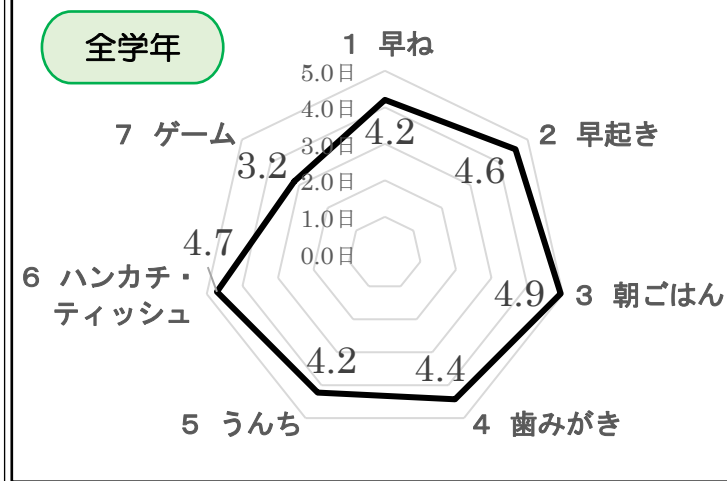 全学年
1 早ね
2 早起き
3 朝ごはん
4 歯みがき
5 うんち
6 ハンカチ・
ティッシュ
7 ゲーム
5.0日
4.0日
3.0日
2.0日
1.0日
0.0日
4.2
4.6
4.9
4.4
4.2
4.7
3.2